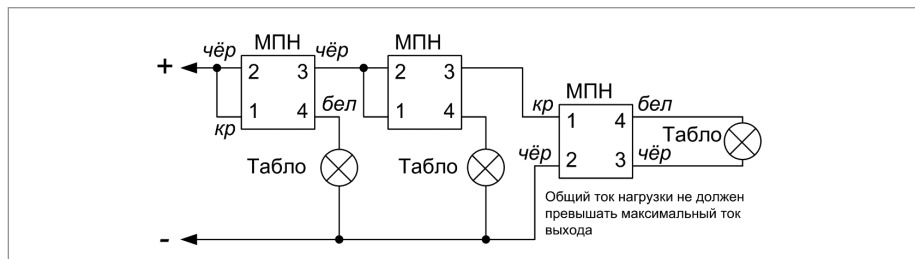 МПН
МПН
+
чёр
2
3
чёр
2
3
1
4
бел
1
4
кр
МПН
кр
1
4
бел
Табло
чёр
2
3
чёр
Табло
Табло
Общий ток нагрузки не должен
превышать максимальный ток
выхода
-